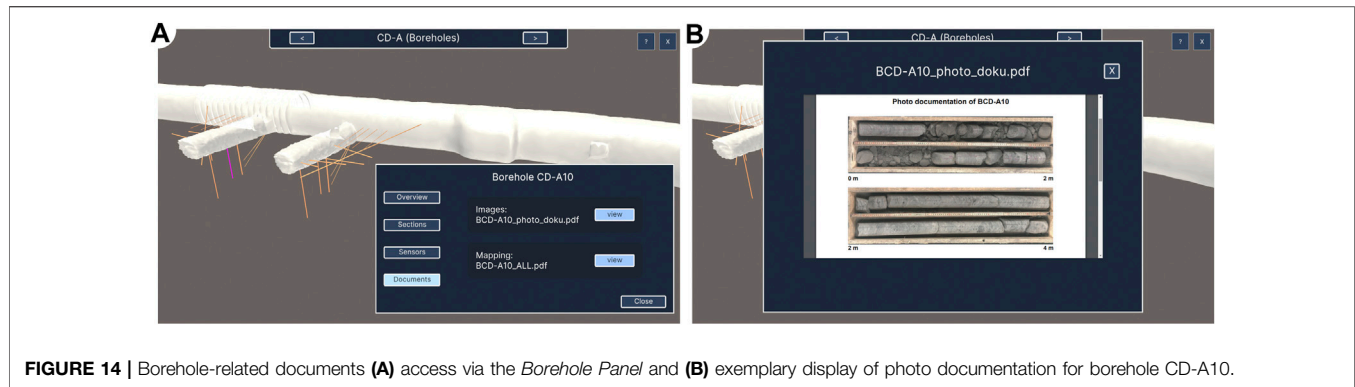 A
<
CD-A (Boreholes)
>
?
X
Borehole CD-A10
Overview
Sections
Sensors
Documents
Images:
BCD-A10_photo_doku.pdf
view
Mapping:
BCD-A10_ALL.pdf
view
Close
B
<
CD-A (Boreholes)
>
?
X
BCD-A10_photo_doku.pdf
X
Photo documentation of BCD-A10
0 m
2 m
2 m
4 m
FIGURE 14 | Borehole-related documents (A) access via the Borehole Panel and (B) exemplary display of photo documentation for borehole CD-A10.